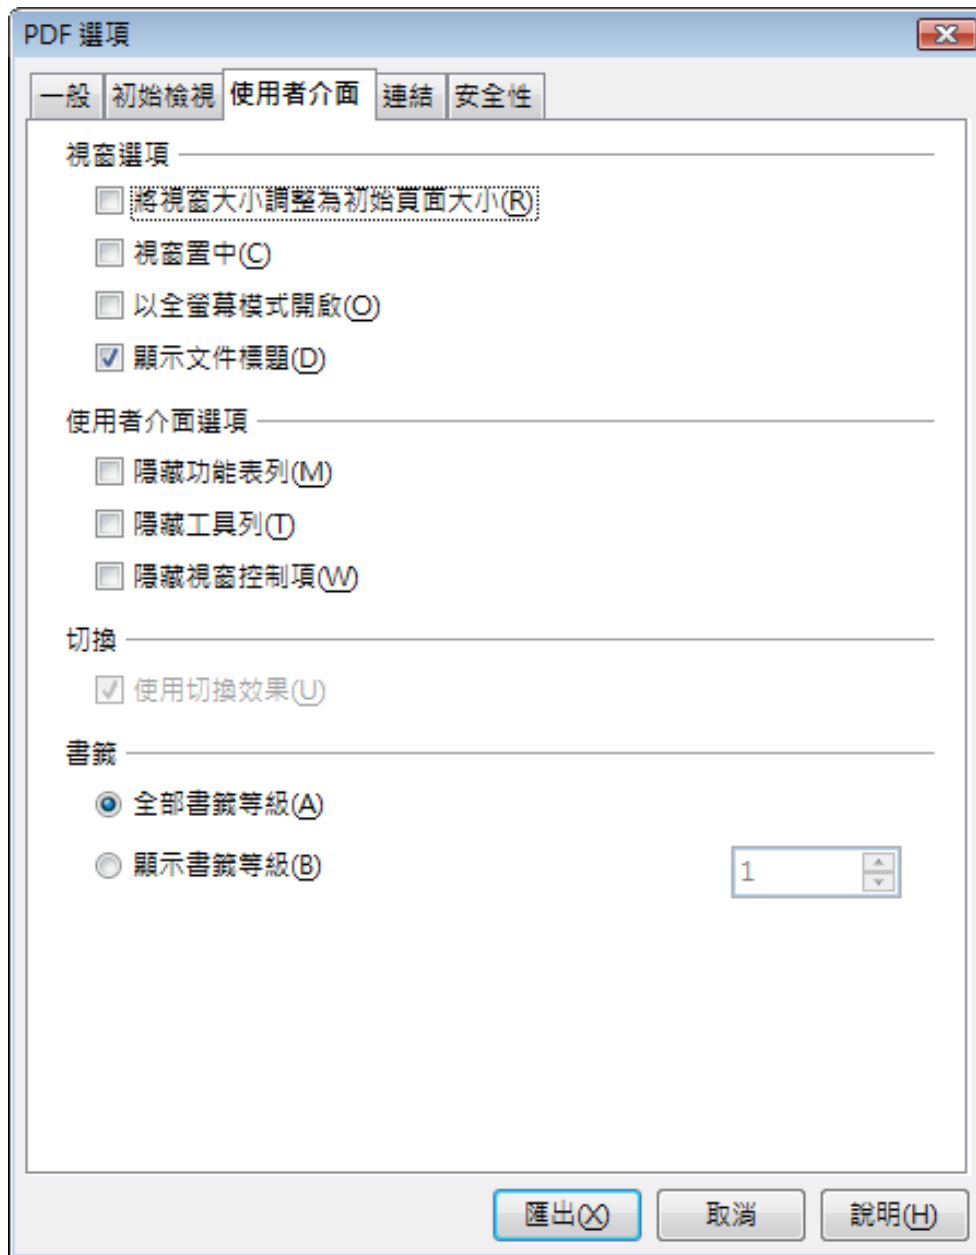 PDF 選項
一般 初始檢視 使用者介面 連結 安全性
視窗選項
將視窗大小調整為初始頁面大小(R)
視窗置中(C)
以全螢幕模式開啟(O)
顯示文件標題(D)
使用者介面選項
隱藏功能表列(M)
隱藏工具列(T)
隱藏視窗控制項(W)
切換
使用切換效果(U)
書籤
全部書籤等級(A)
顯示書籤等級(B) 1
匯出(X) 取消 說明(H)